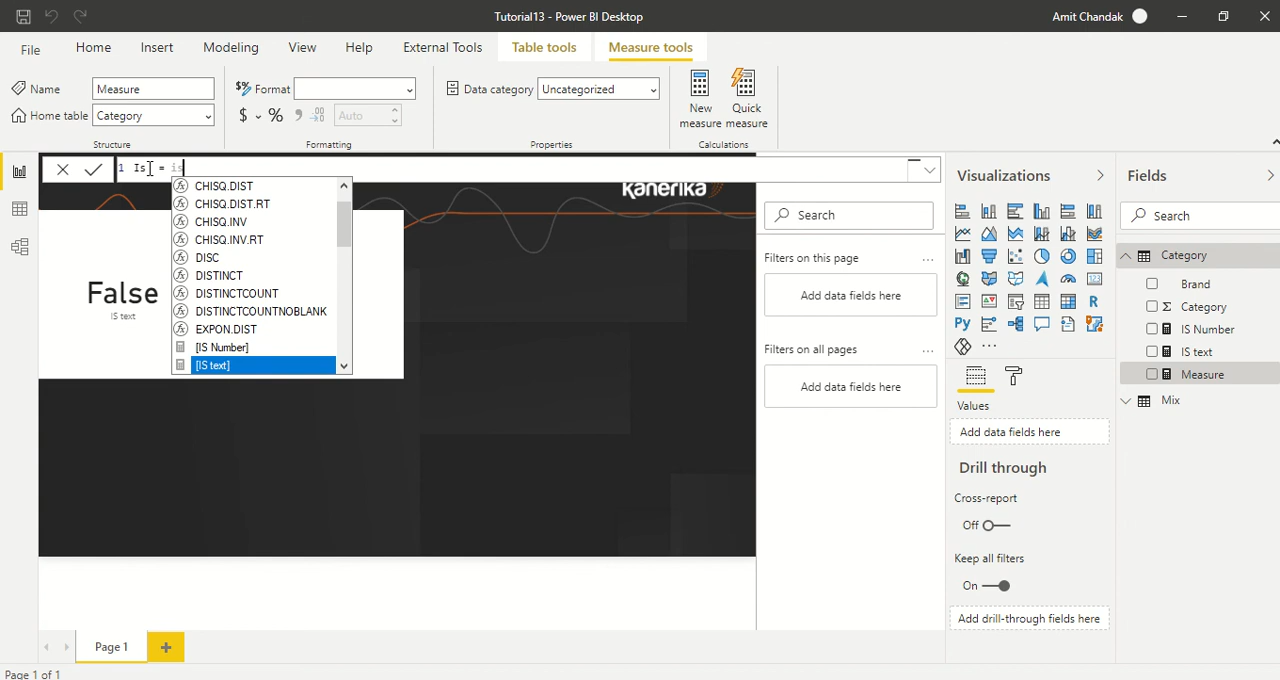 Tutorial13 - Power BI Desktop
Amit Chandak
File Home Insert Modeling View Help External Tools Table tools Measure tools
Name Measure
Home table Category
Structure
$% Format
$ % 9 Auto
Formatting
Data category Uncategorized
Properties
New measure
Quick measure
Calculations
1 Is = is
CHISQ.DIST
CHISQ.DIST.RT
CHISQ.INV
CHISQ.INV.RT
DISC
DISTINCT
DISTINCTCOUNT
DISTINCTCOUNTNOBLANK
EXPON.DIST
[IS Number]
[IS text]
kanerika
False
IS text
Search
Filters on this page ...
Add data fields here
Filters on all pages ...
Add data fields here
Visualizations
R
Py
...
Values
Add data fields here
Drill through
Cross-report
Off
Keep all filters
On
Add drill-through fields here
Fields
Search
Category
Brand
Σ Category
IS Number
IS text
Measure
Mix
Page 1
+
Page 1 of 1